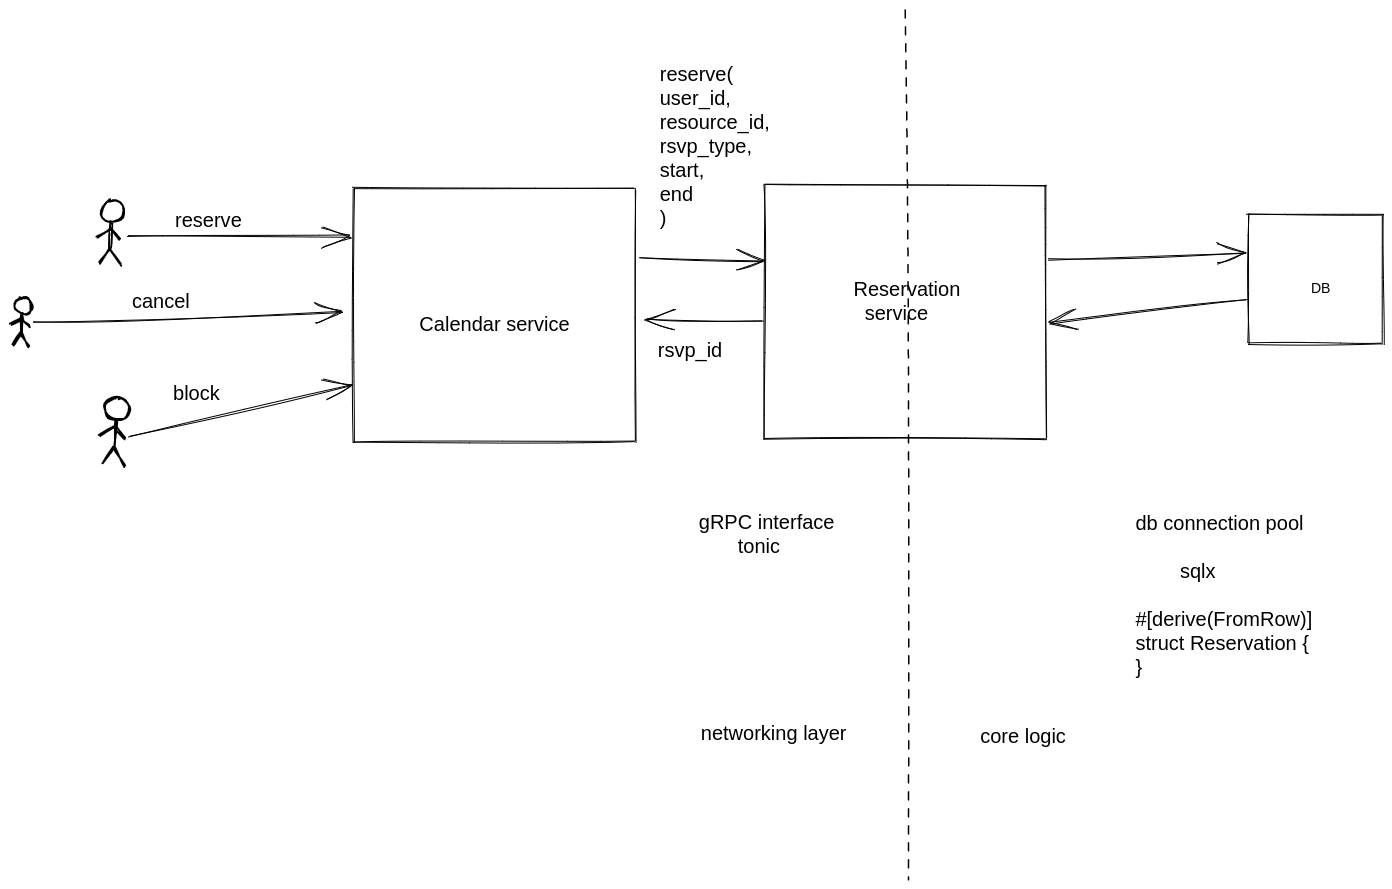 reserve(
user_id,
resource_id,
rsvp_type,
start,
end
)
reserve
cancel
block
Calendar service
rsvp_id
Reservation
service
DB
gRPC interface
tonic
db connection pool
sqlx
#[derive(FromRow)]
struct Reservation {
}
networking layer
core logic